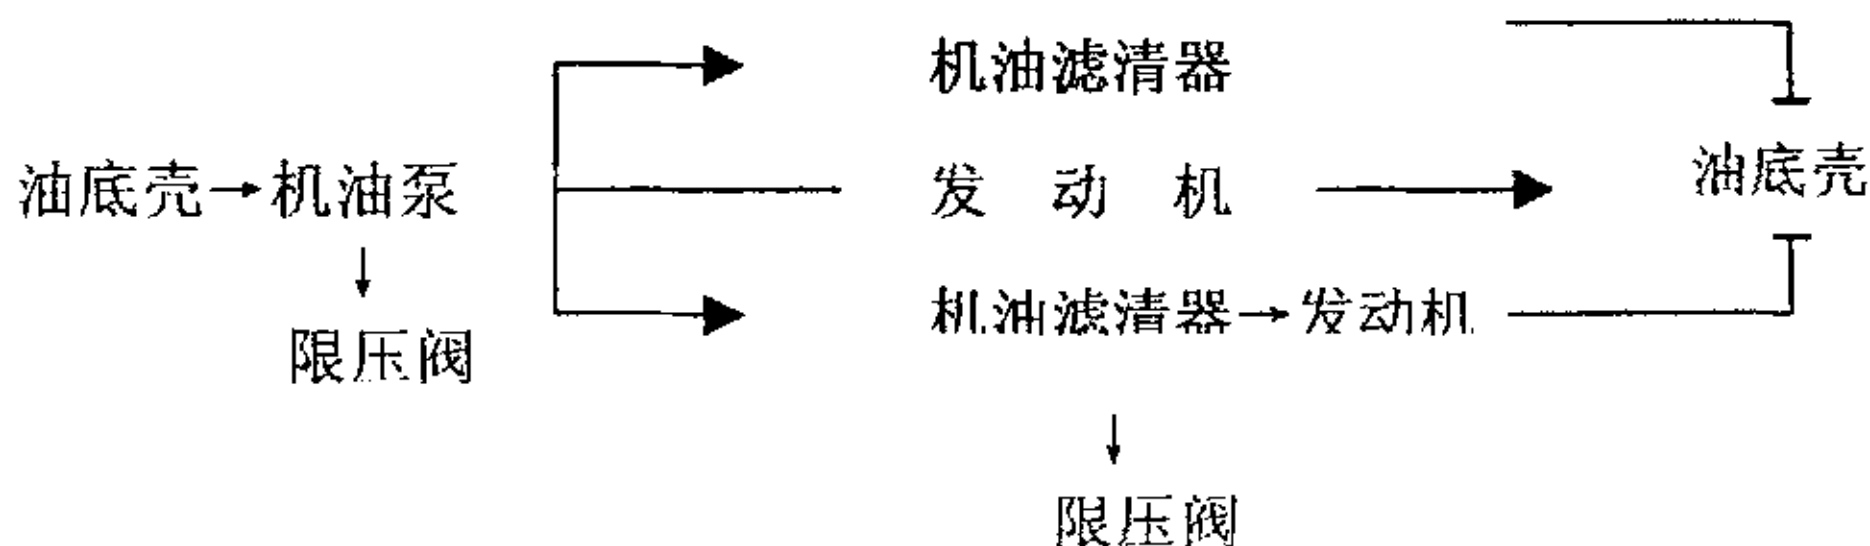 机油滤清器
油底壳→机油泵
发 动 机
油底壳
机油滤清器→发动机
限压阀
限压阀